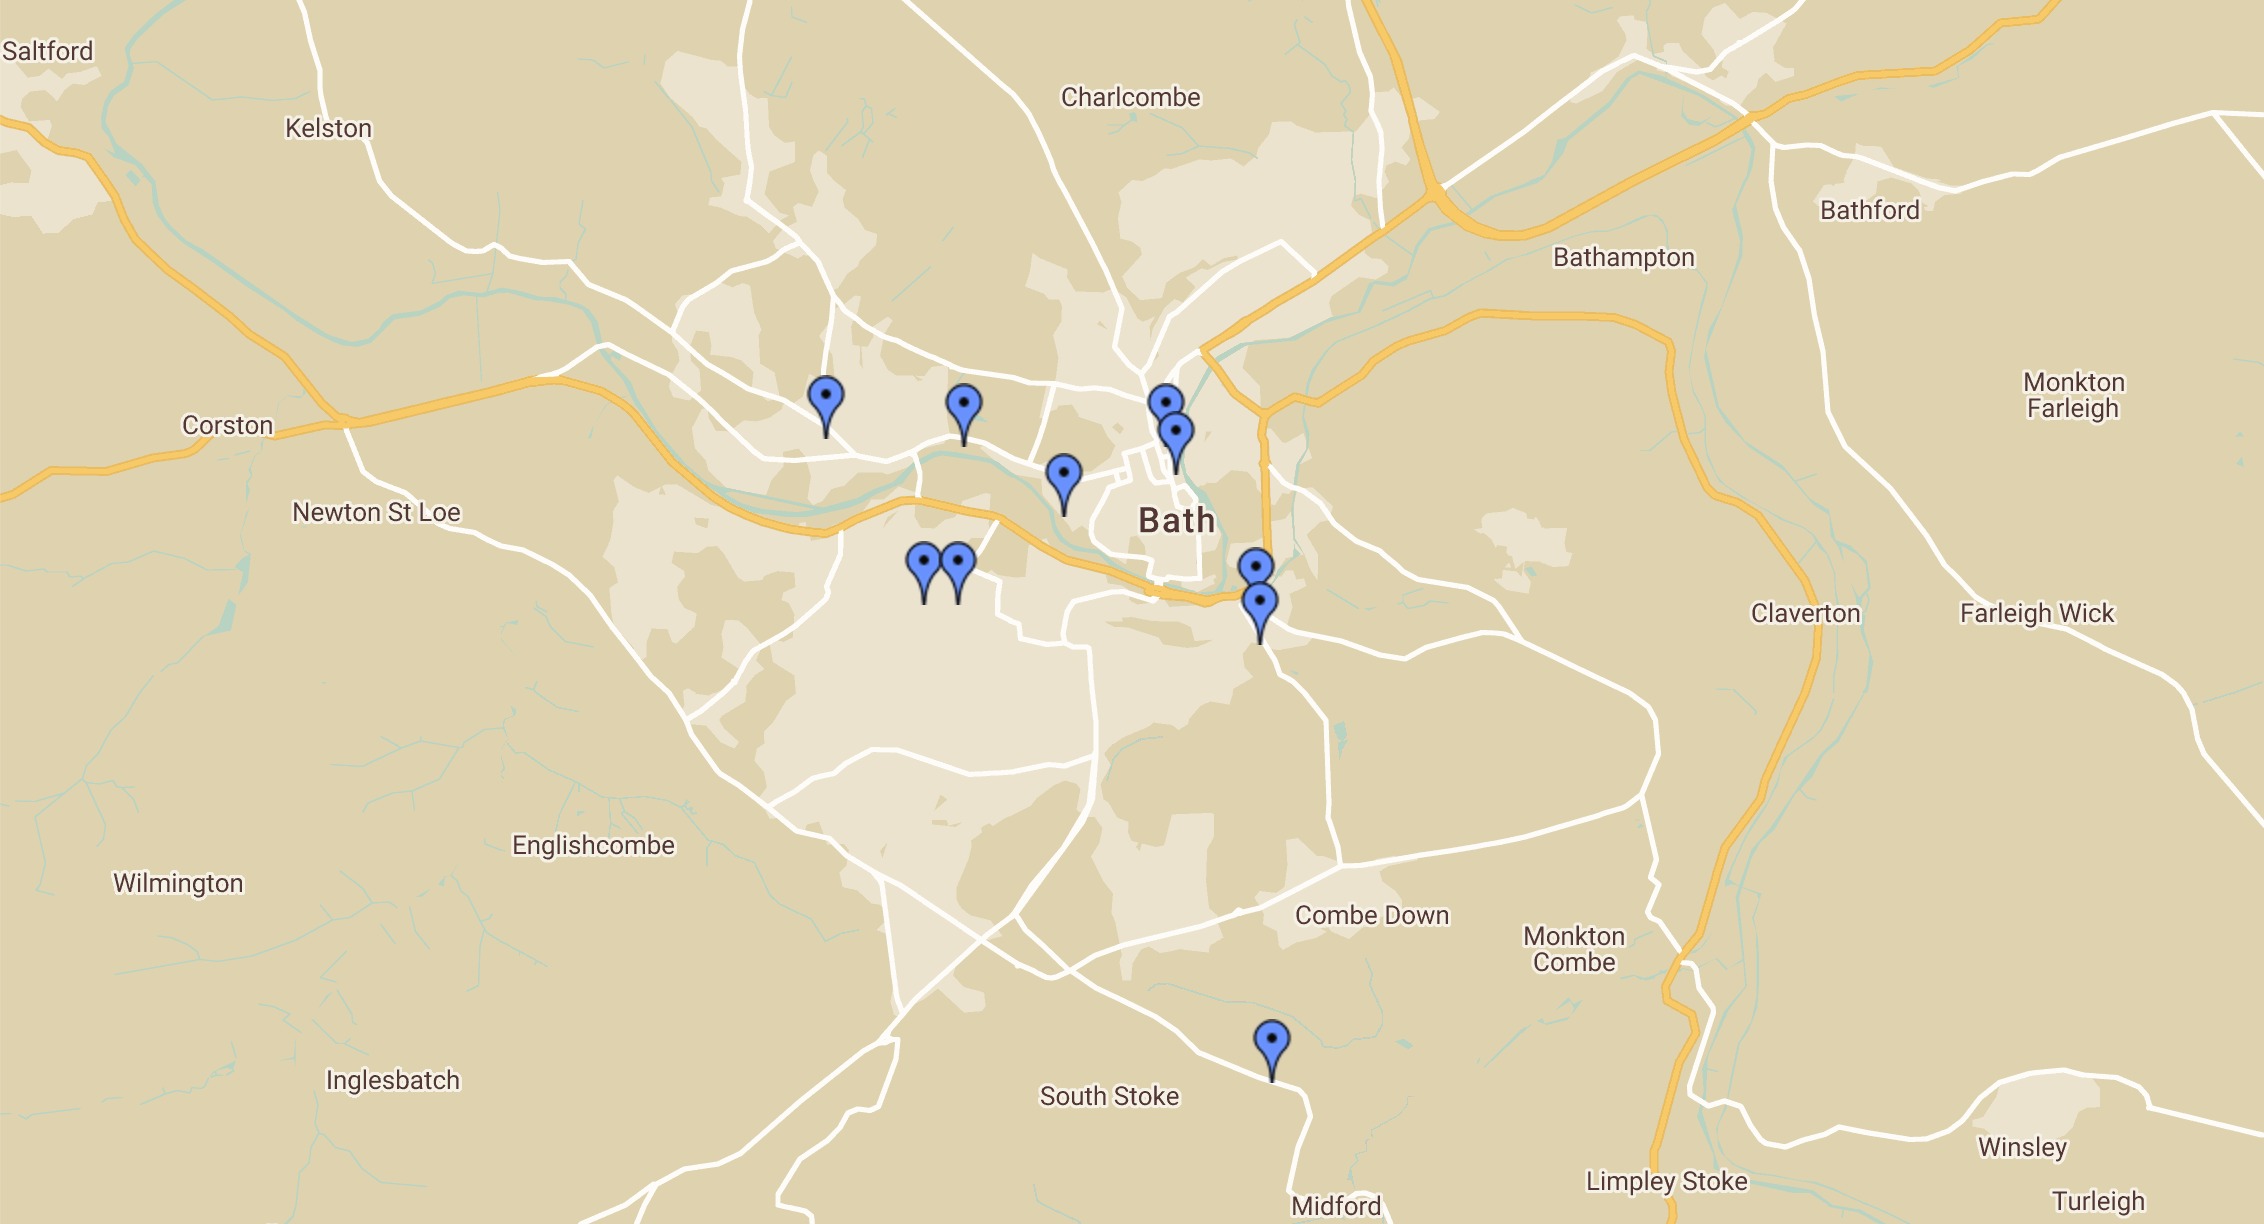 Saltford
Charlcombe
Kelston
Bathford
Bathampton
Monkton
Farleigh
Corston
Newton St Loe
Bath
Claverton
Farleigh Wick
Englishcombe
Wilmington
Combe Down
Monkton
Combe
Inglesbatch
South Stoke
Winsley
Limpley Stoke
Turleigh
Midford